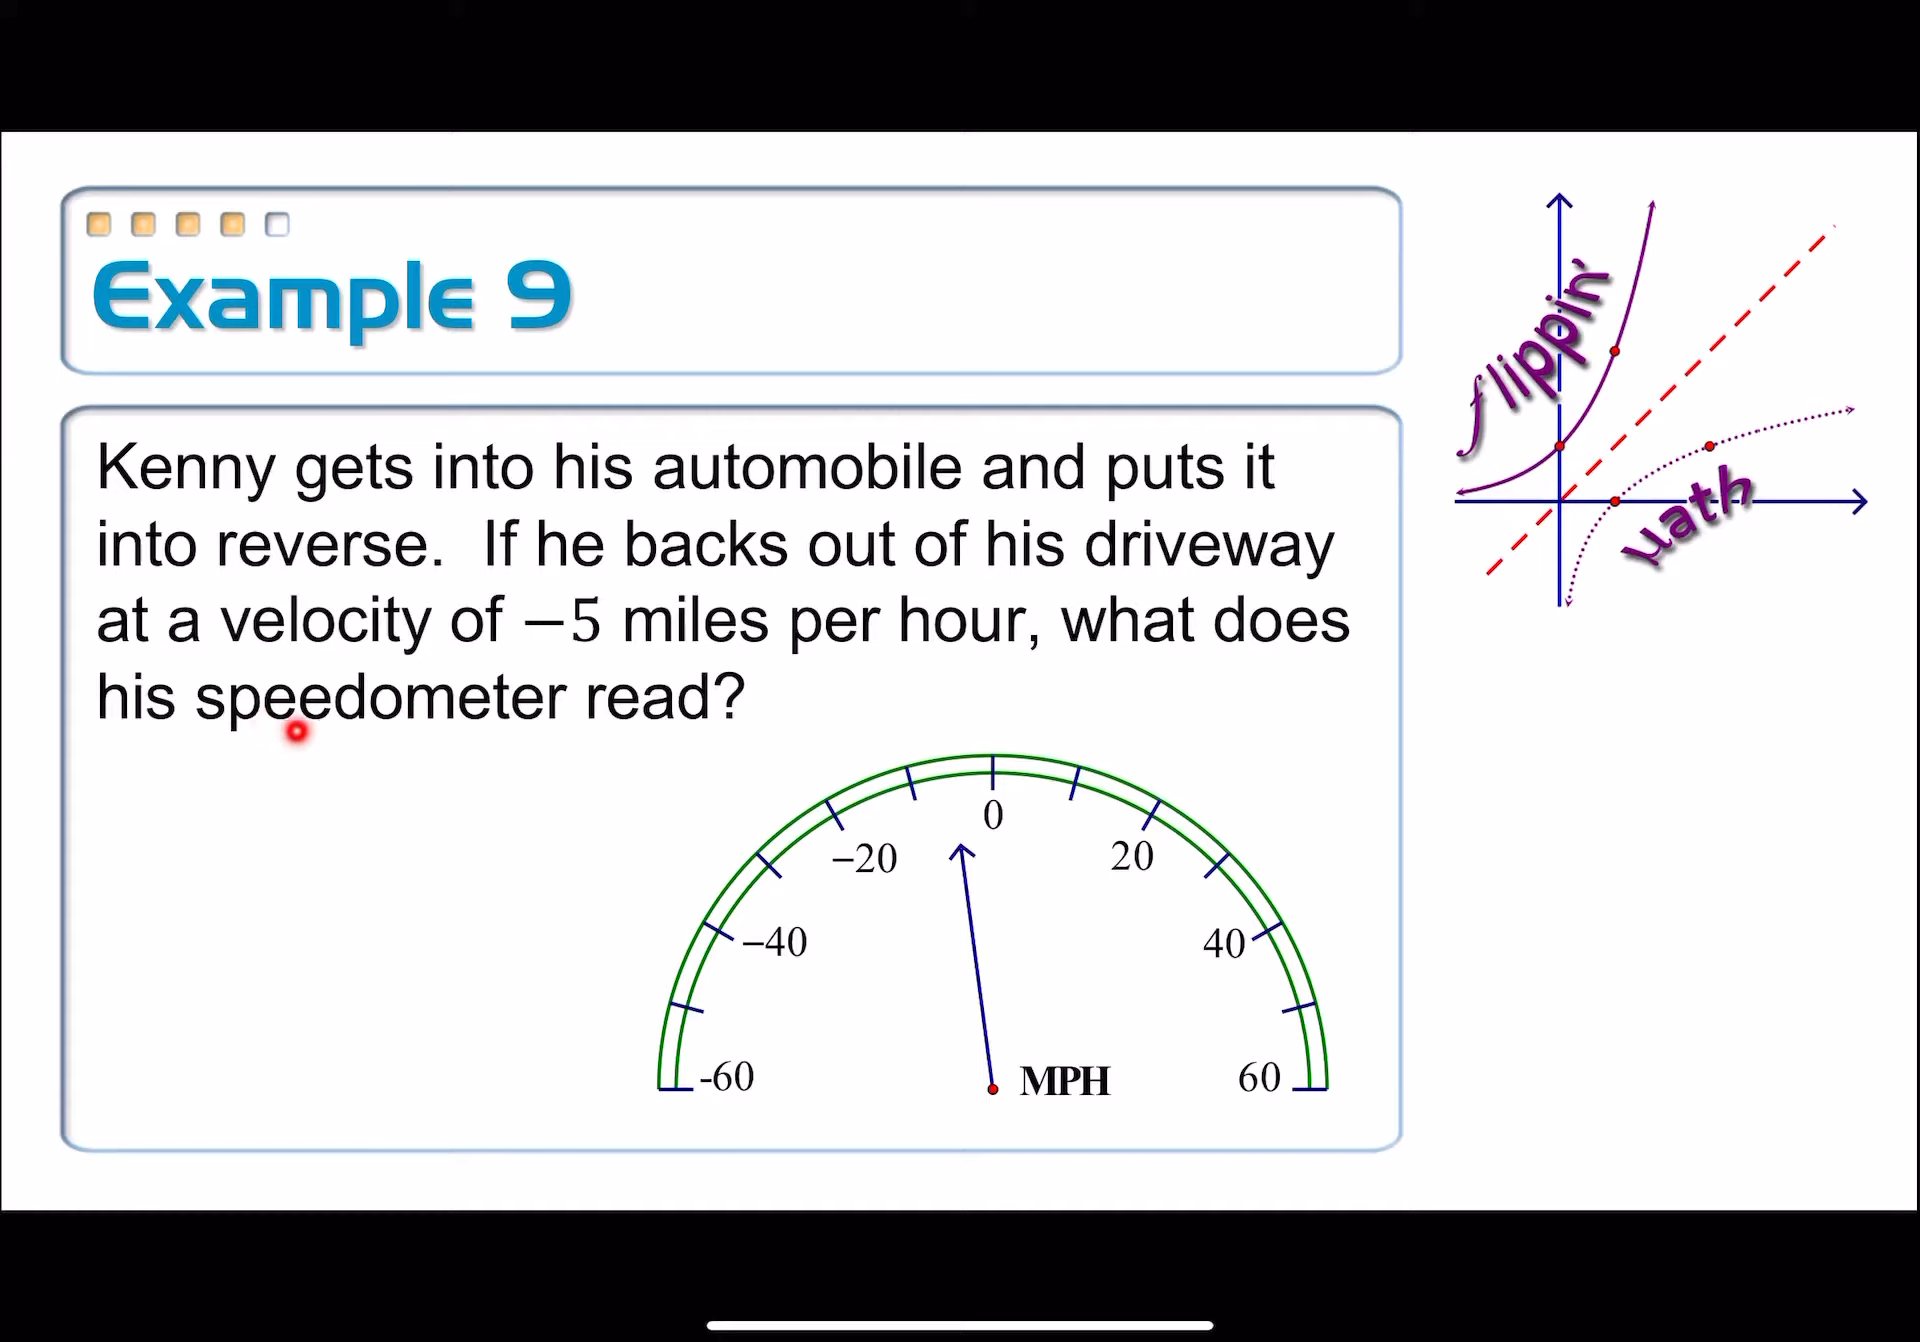 Example 9
Kenny gets into his automobile and puts it
into reverse.  If he backs out of his driveway
at a velocity of −5 miles per hour, what does
his speedometer read?
0
−20
20
−40
40
-60
MPH
60
flippin'
math